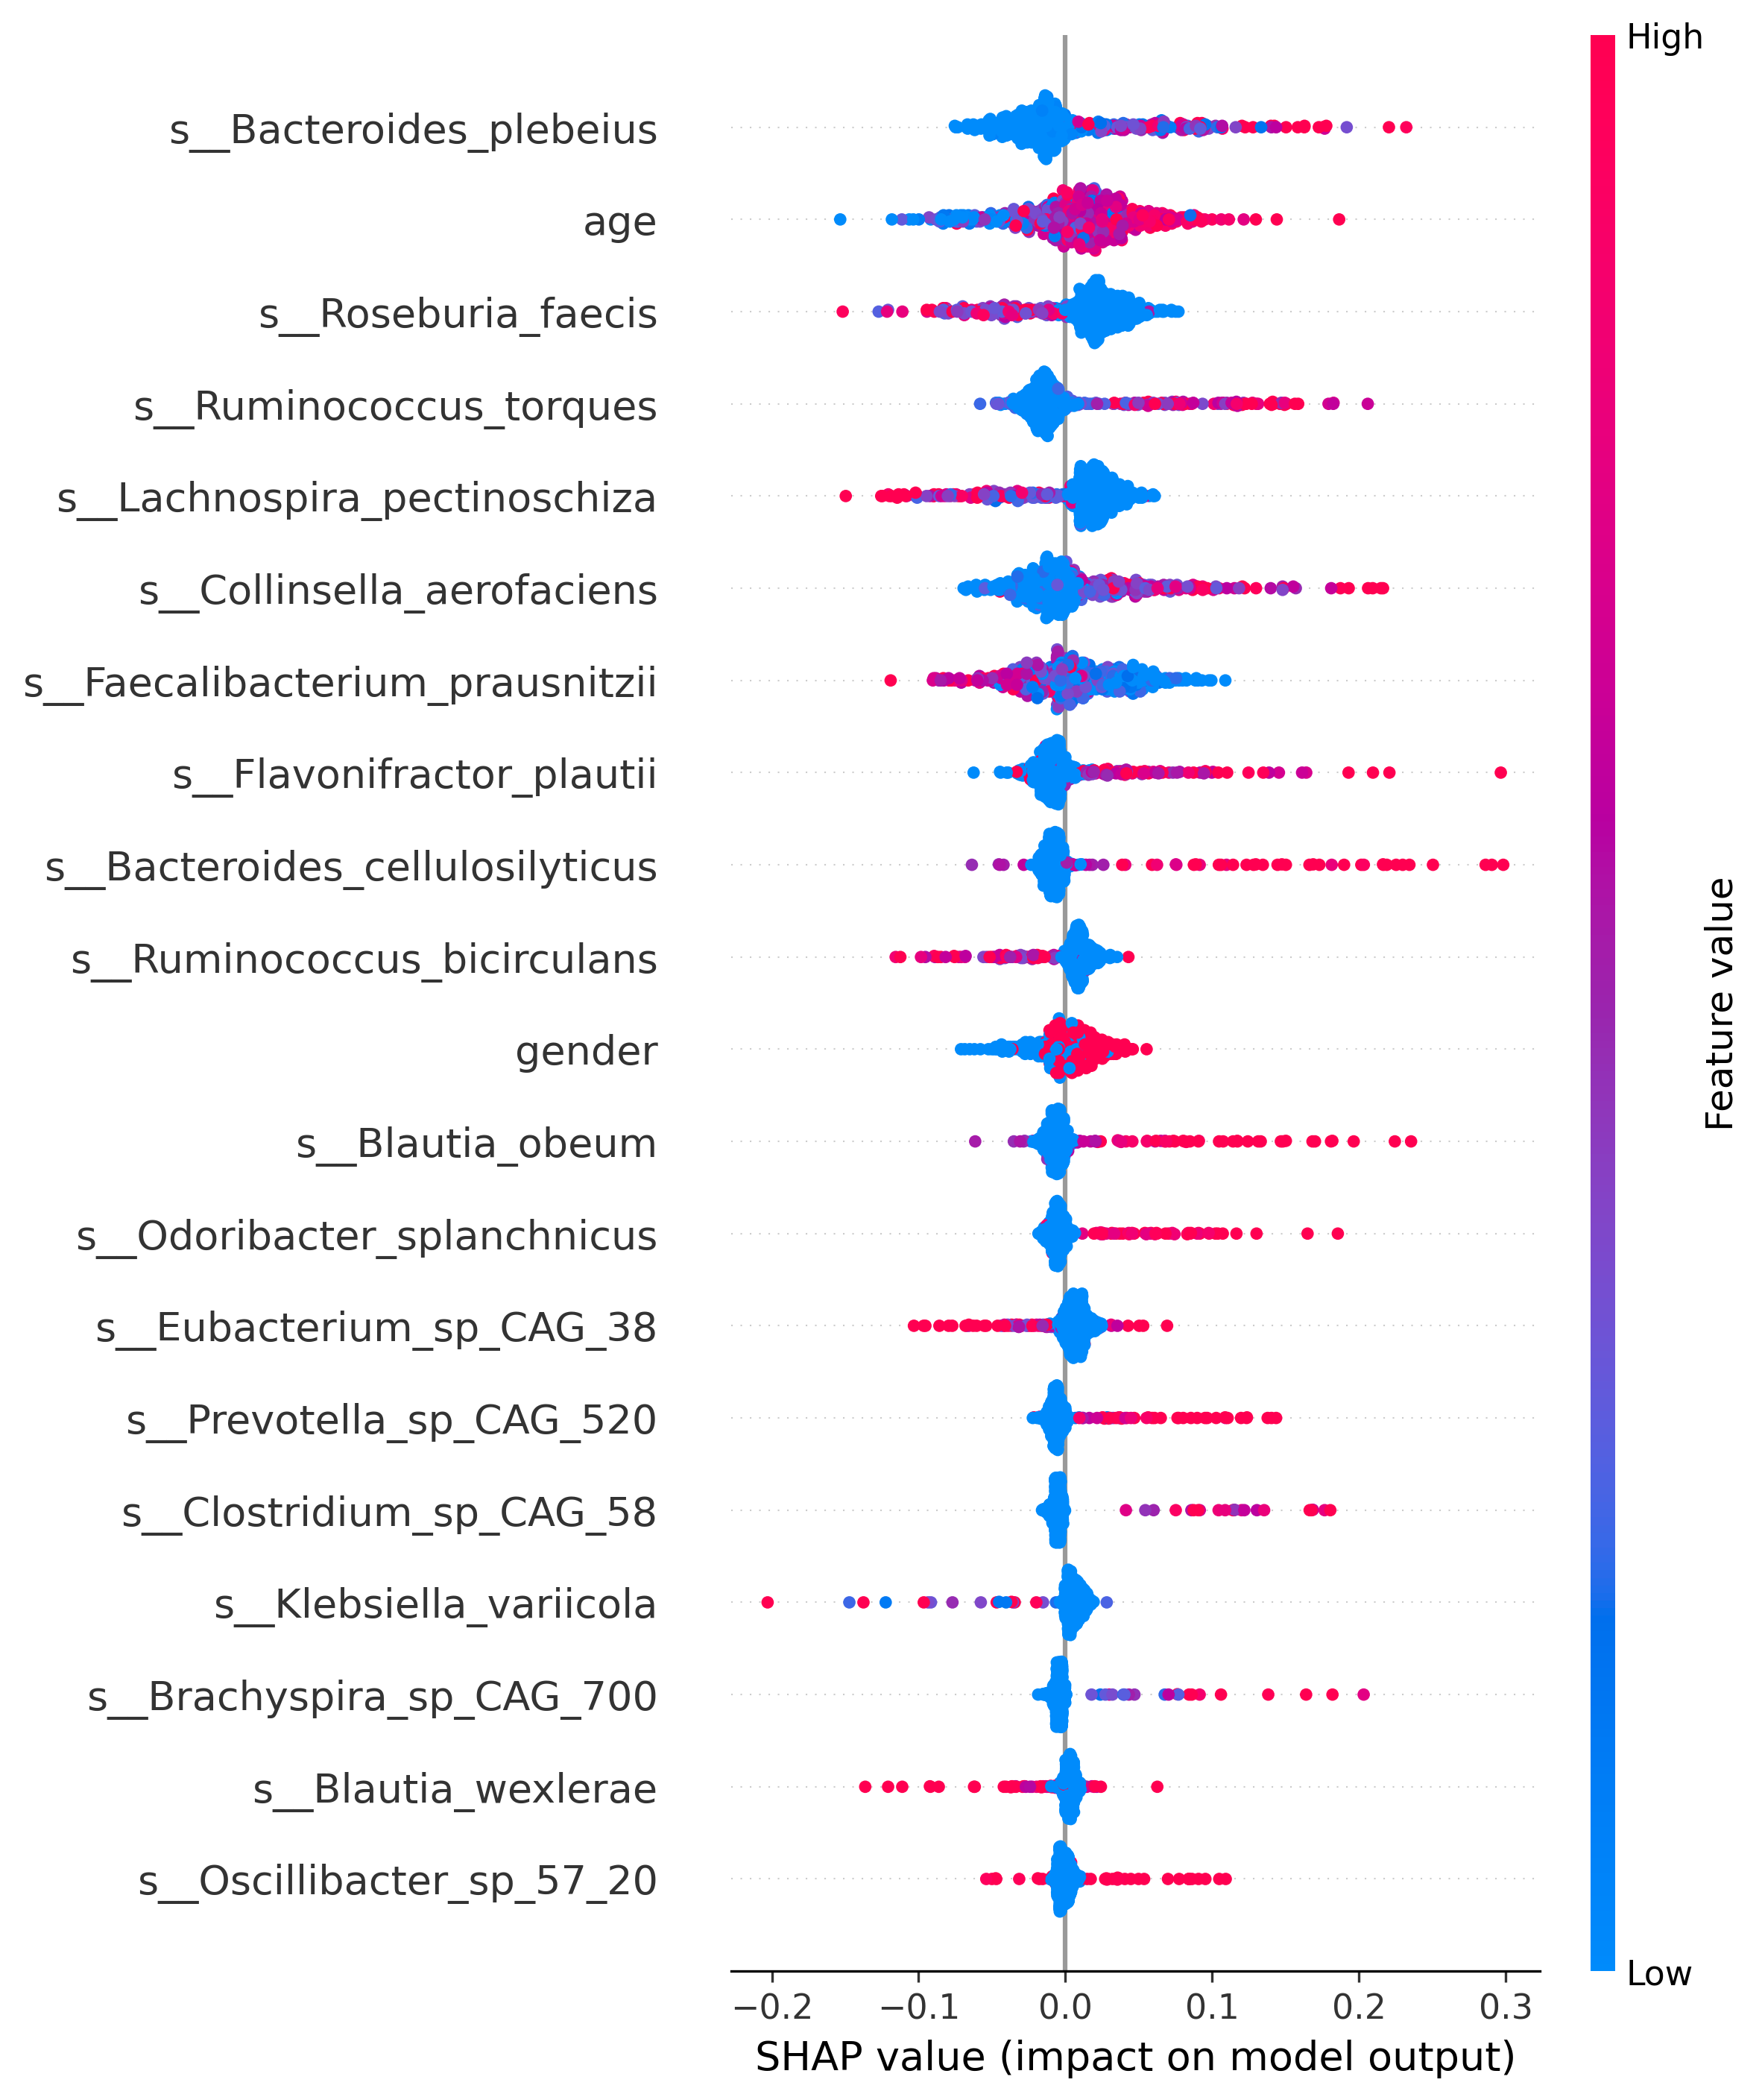 High
s__Bacteroides_plebeius
age
s__Roseburia_faecis
s__Ruminococcus_torques
s__Lachnospira_pectinoschiza
s__Collinsella_aerofaciens
s__Faecalibacterium_prausnitzii
s__Flavonifractor_plautii
s__Bacteroides_cellulosilyticus
s__Ruminococcus_bicirculans
gender
s__Blautia_obeum
s__Odoribacter_splanchnicus
s__Eubacterium_sp_CAG_38
s__Prevotella_sp_CAG_520
s__Clostridium_sp_CAG_58
s__Klebsiella_variicola
s__Brachyspira_sp_CAG_700
s__Blautia_wexlerae
s__Oscillibacter_sp_57_20
Feature value
Low
−0.2 −0.1 0.0 0.1 0.2 0.3
SHAP value (impact on model output)